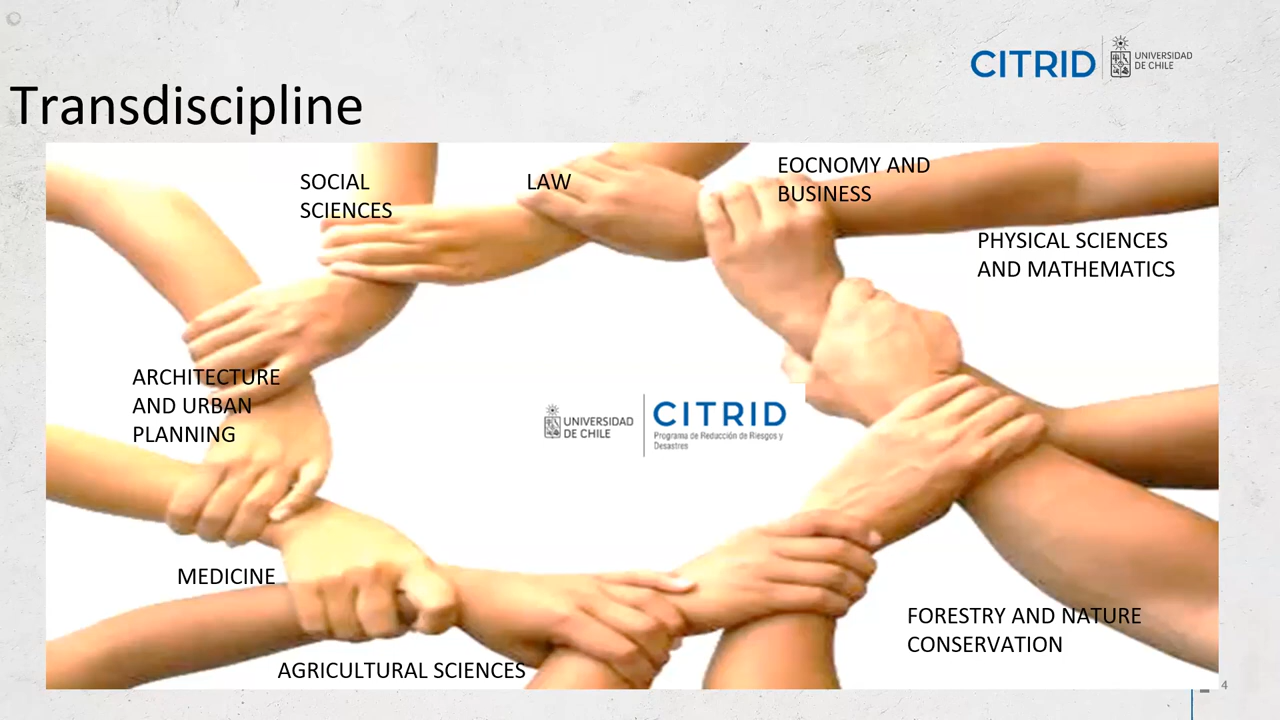 CITRID
UNIVERSIDAD
DE CHILE
Transdiscipline
SOCIAL
SCIENCES
LAW
EOCNOMY AND
BUSINESS
PHYSICAL SCIENCES
AND MATHEMATICS
ARCHITECTURE
AND URBAN
PLANNING
UNIVERSIDAD
DE CHILE
CITRID
Programa de Reducción de Riesgos y
Desastres
MEDICINE
FORESTRY AND NATURE
CONSERVATION
AGRICULTURAL SCIENCES
4